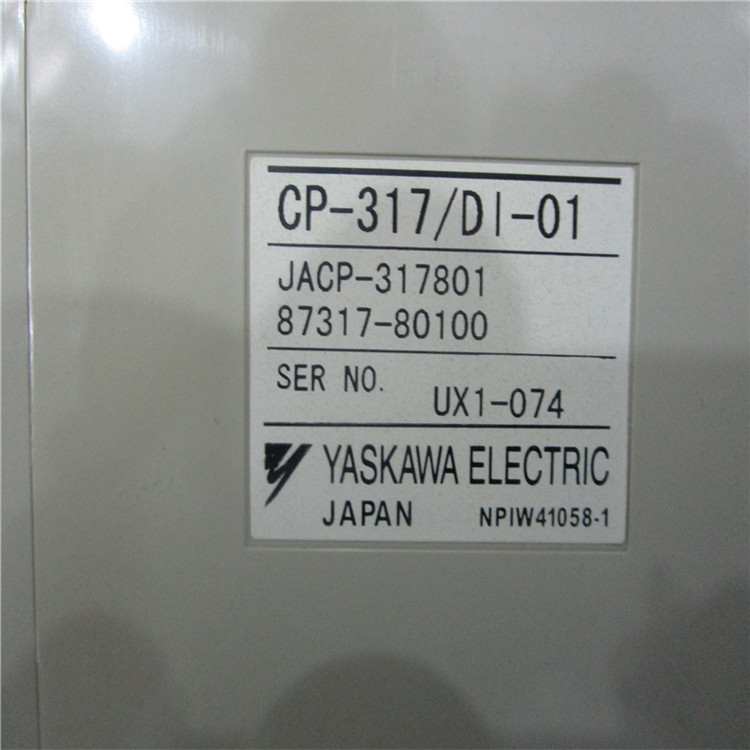 CP-317/DI-01
JACP-317801
87317-80100
SER NO. UX1-074
YASKAWA ELECTRIC
JAPAN NPIW41058-1